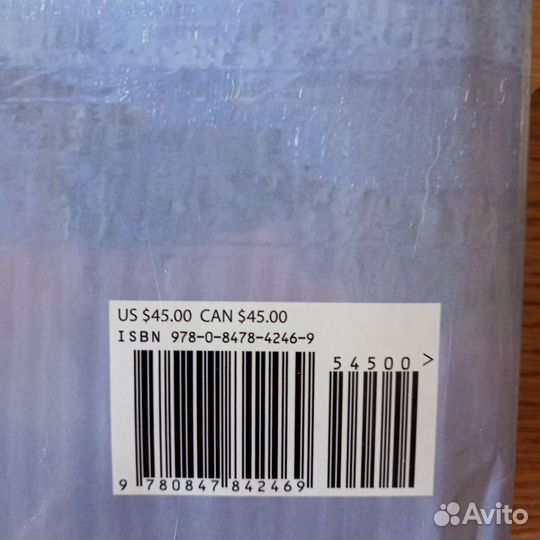 US $45.00 CAN $45.00
ISBN 978-0-8478-4246-9
54500>
9 780847 842469
Avito